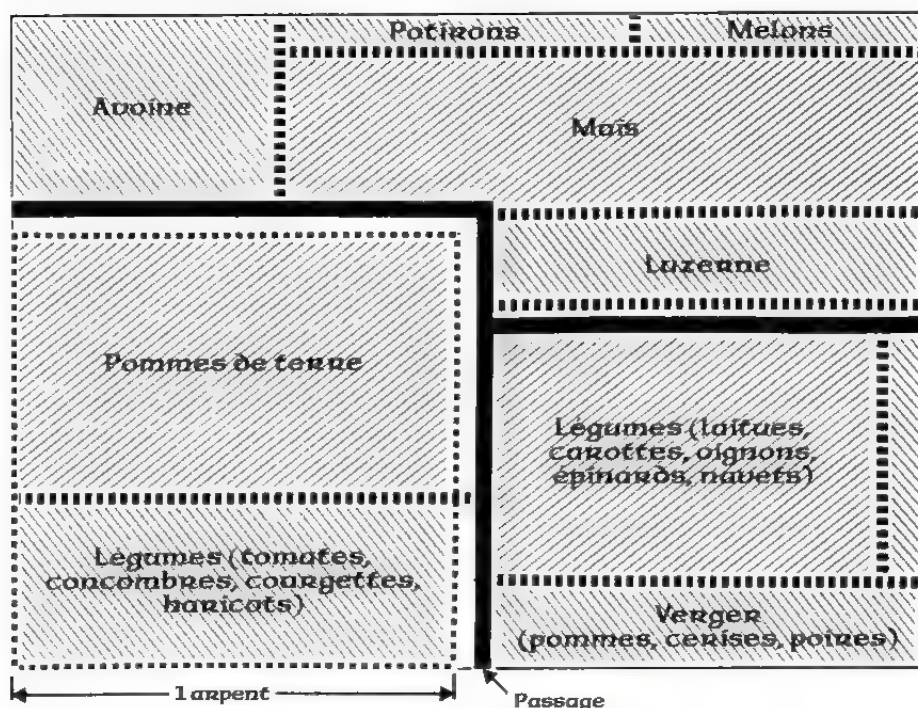 Potirons
Melons
Avoine
Maïs
Luzerne
Pommes de terre
Légumes (laitues,
carottes, oignons,
épinards, navets)
Légumes (tomates,
concombres, courgettes,
haricots)
Verger
(pommes, cerises, poires)
1 arpent
Passage